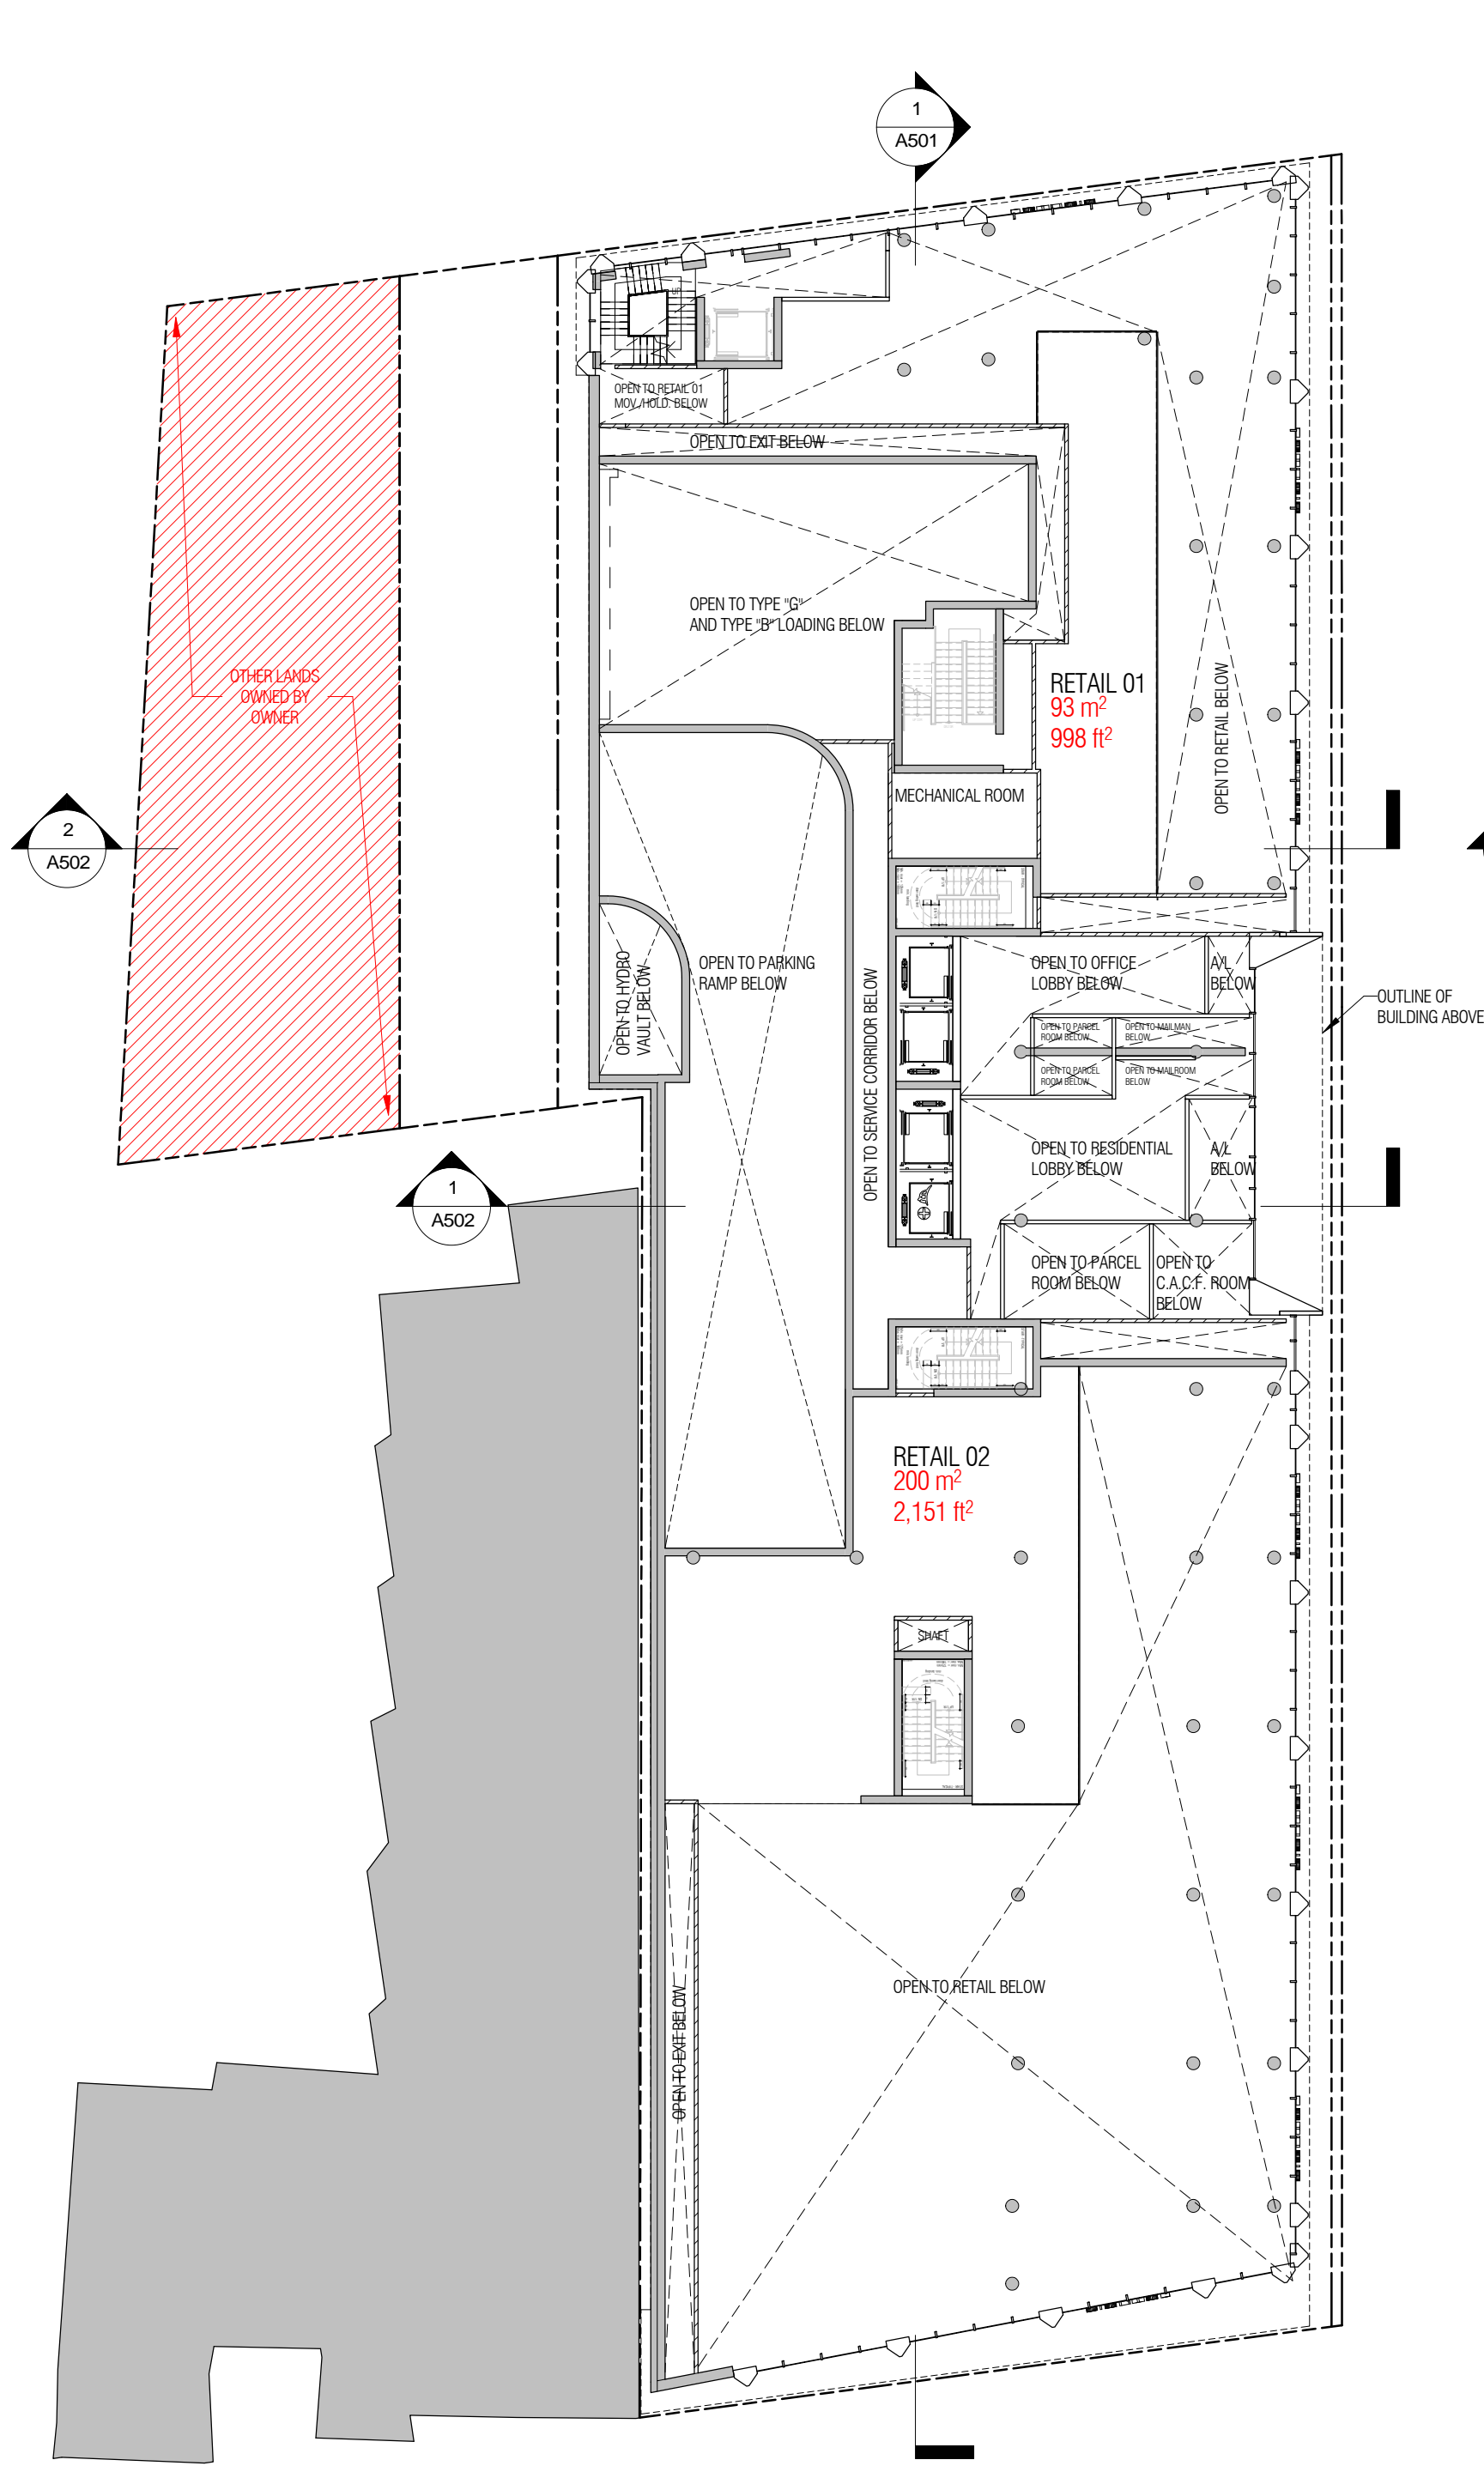 1
A501
UP
OPEN TO RETAIL 01
MOV./HOLD. BELOW
OPEN TO EXIT BELOW
OPEN TO TYPE "G"
AND TYPE "B" LOADING BELOW
OTHER LANDS
OWNED BY
OWNER
RETAIL 01
93 m²
998 ft²
OPEN TO RETAIL BELOW
MECHANICAL ROOM
2
A502
OPEN TO HYDRO
VAULT BELOW
OPEN TO PARKING
RAMP BELOW
OPEN TO SERVICE CORRIDOR BELOW
OPEN TO OFFICE
LOBBY BELOW
A/L
BELOW
OUTLINE OF
BUILDING ABOVE
OPEN TO PARCEL
ROOM BELOW
OPEN TO MAILMAN
BELOW
OPEN TO PARCEL
ROOM BELOW
OPEN TO MAILROOM
BELOW
OPEN TO RESIDENTIAL
LOBBY BELOW
A/L
BELOW
1
A502
OPEN TO PARCEL
ROOM BELOW
OPEN TO
C.A.C.F. ROOM
BELOW
RETAIL 02
200 m²
2,151 ft²
SHAFT
OPEN TO RETAIL BELOW
OPEN TO EXIT BELOW